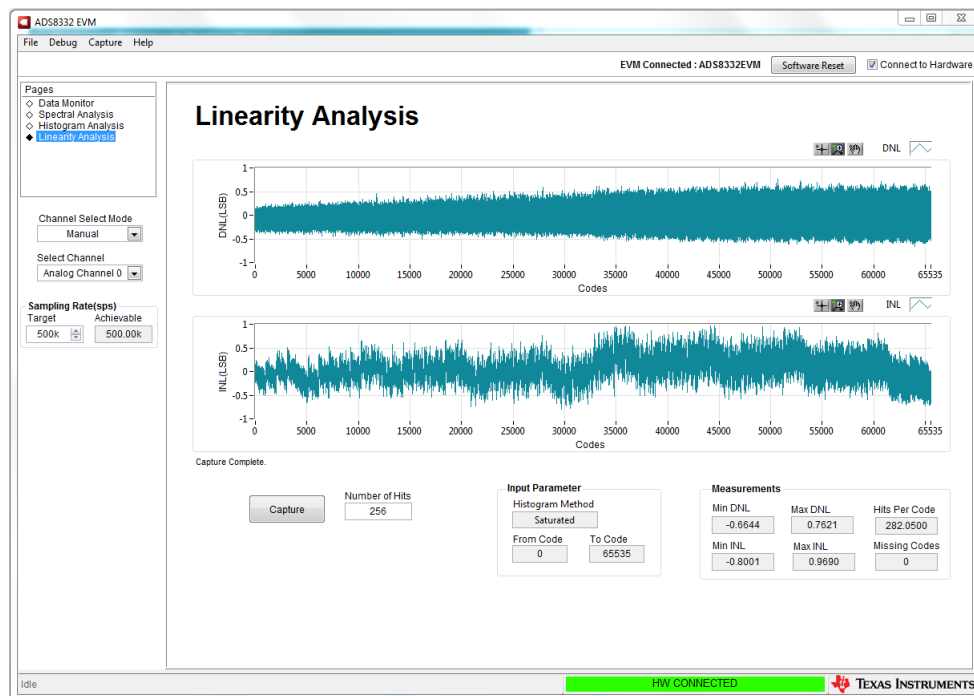 ADS8332 EVM
File Debug Capture Help
EVM Connected : ADS8332EVM Software Reset Connect to Hardware
Pages
Data Monitor
Spectral Analysis
Histogram Analysis
Linearity Analysis
Channel Select Mode
Manual
Select Channel
Analog Channel 0
Sampling Rate(sps)
Target Achievable
500k 500.00k
Linearity Analysis
DNL
DNL(LSB)
1
0.5
0
-0.5
-1
0 5000 10000 15000 20000 25000 30000 35000 40000 45000 50000 55000 60000 65535
Codes
INL
INL(LSB)
1
0.5
0
-0.5
-1
0 5000 10000 15000 20000 25000 30000 35000 40000 45000 50000 55000 60000 65535
Codes
Capture Complete.
Capture
Number of Hits
256
Input Parameter
Histogram Method
Saturated
From Code To Code
0 65535
Measurements
Min DNL Max DNL Hits Per Code
-0.6644 0.7621 282.0500
Min INL Max INL Missing Codes
-0.8001 0.9690 0
Idle HW CONNECTED TEXAS INSTRUMENTS